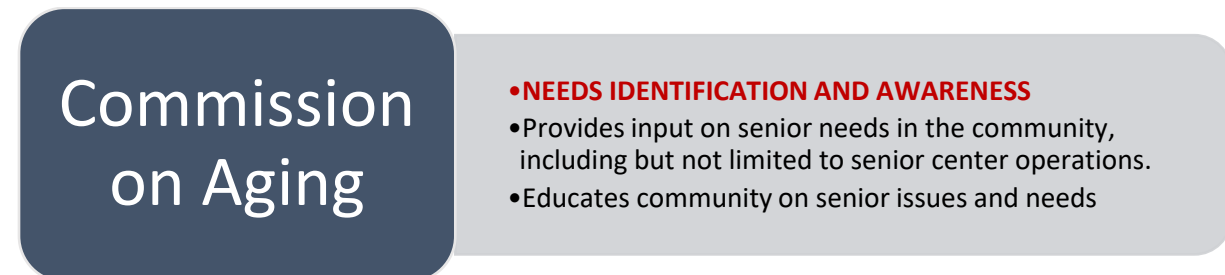 Commission
on Aging
•NEEDS IDENTIFICATION AND AWARENESS
•Provides input on senior needs in the community,
including but not limited to senior center operations.
•Educates community on senior issues and needs